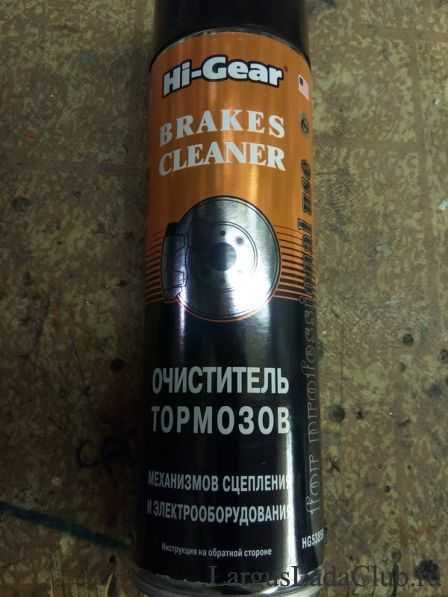 Hi-Gear
BRAKES
CLEANER
for professional use
ОЧИСТИТЕЛЬ
ТОРМОЗОВ
МЕХАНИЗМОВ СЦЕПЛЕНИЯ
И ЭЛЕКТРООБОРУДОВАНИЯ
Инструкция на обратной стороне
LargusLadaClub.ru